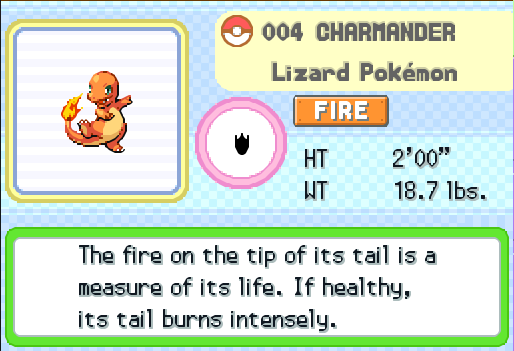 004 CHARMANDER
Lizard Pokémon
FIRE
HT 2'00"
WT 18.7 lbs.
The fire on the tip of its tail is a
measure of its life. If healthy,
its tail burns intensely.